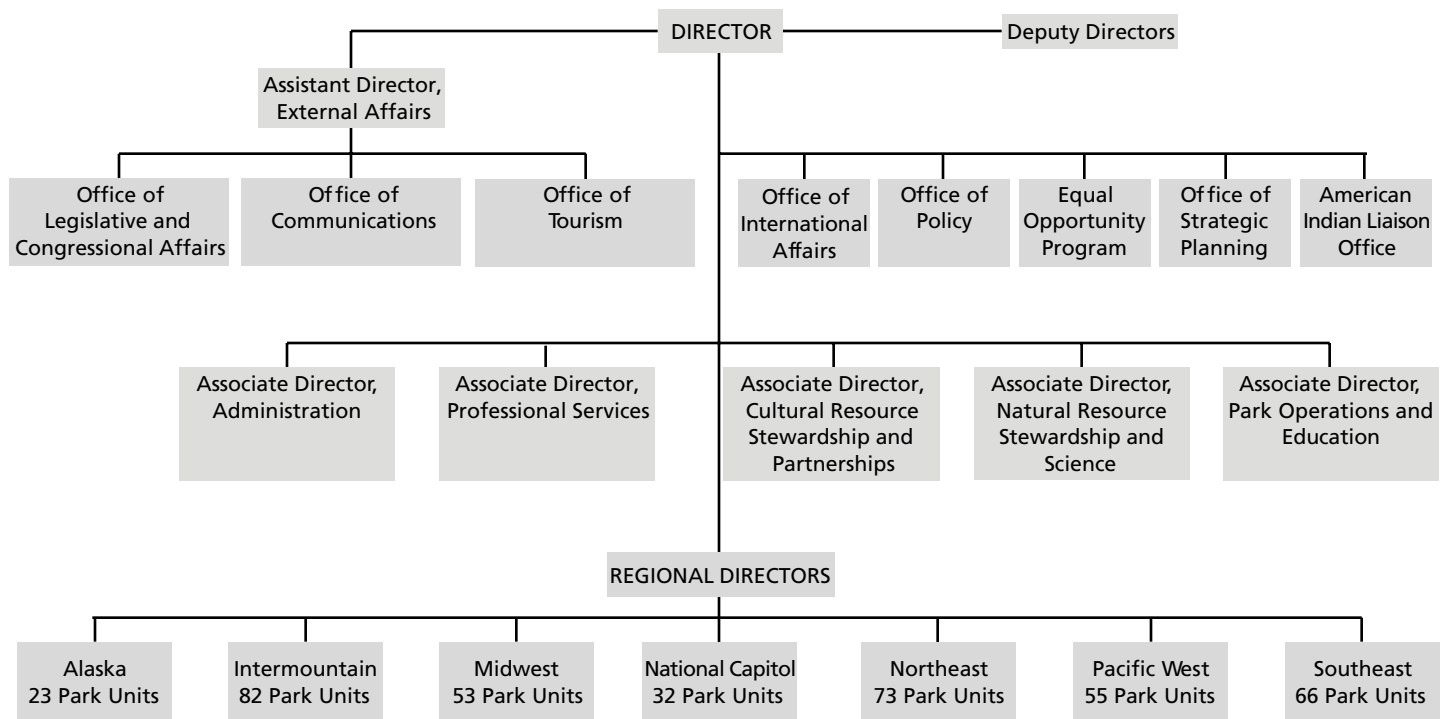 DIRECTOR
Deputy Directors
Assistant Director,
External Affairs
Office of
Legislative and
Congressional Affairs
Office of
Communications
Office of
Tourism
Office of
International
Affairs
Office of
Policy
Equal
Opportunity
Program
Office of
Strategic
Planning
American
Indian Liaison
Office
Associate Director,
Administration
Associate Director,
Professional Services
Associate Director,
Cultural Resource
Stewardship and
Partnerships
Associate Director,
Natural Resource
Stewardship and
Science
Associate Director,
Park Operations and
Education
REGIONAL DIRECTORS
Alaska
23 Park Units
Intermountain
82 Park Units
Midwest
53 Park Units
National Capitol
32 Park Units
Northeast
73 Park Units
Pacific West
55 Park Units
Southeast
66 Park Units